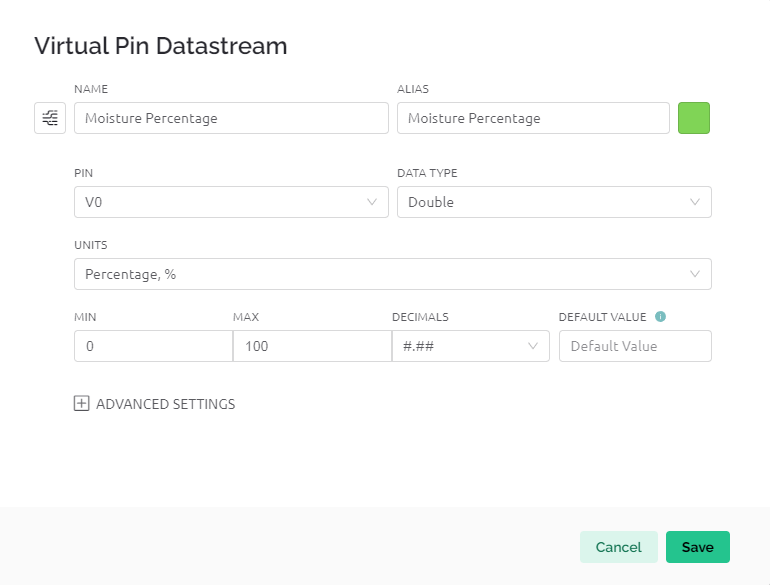 Virtual Pin Datastream
NAME ALIAS
Moisture Percentage Moisture Percentage
PIN DATA TYPE
V0 Double
UNITS
Percentage, %
MIN MAX DECIMALS DEFAULT VALUE i
0 100 #.## Default Value
ADVANCED SETTINGS
Cancel Save